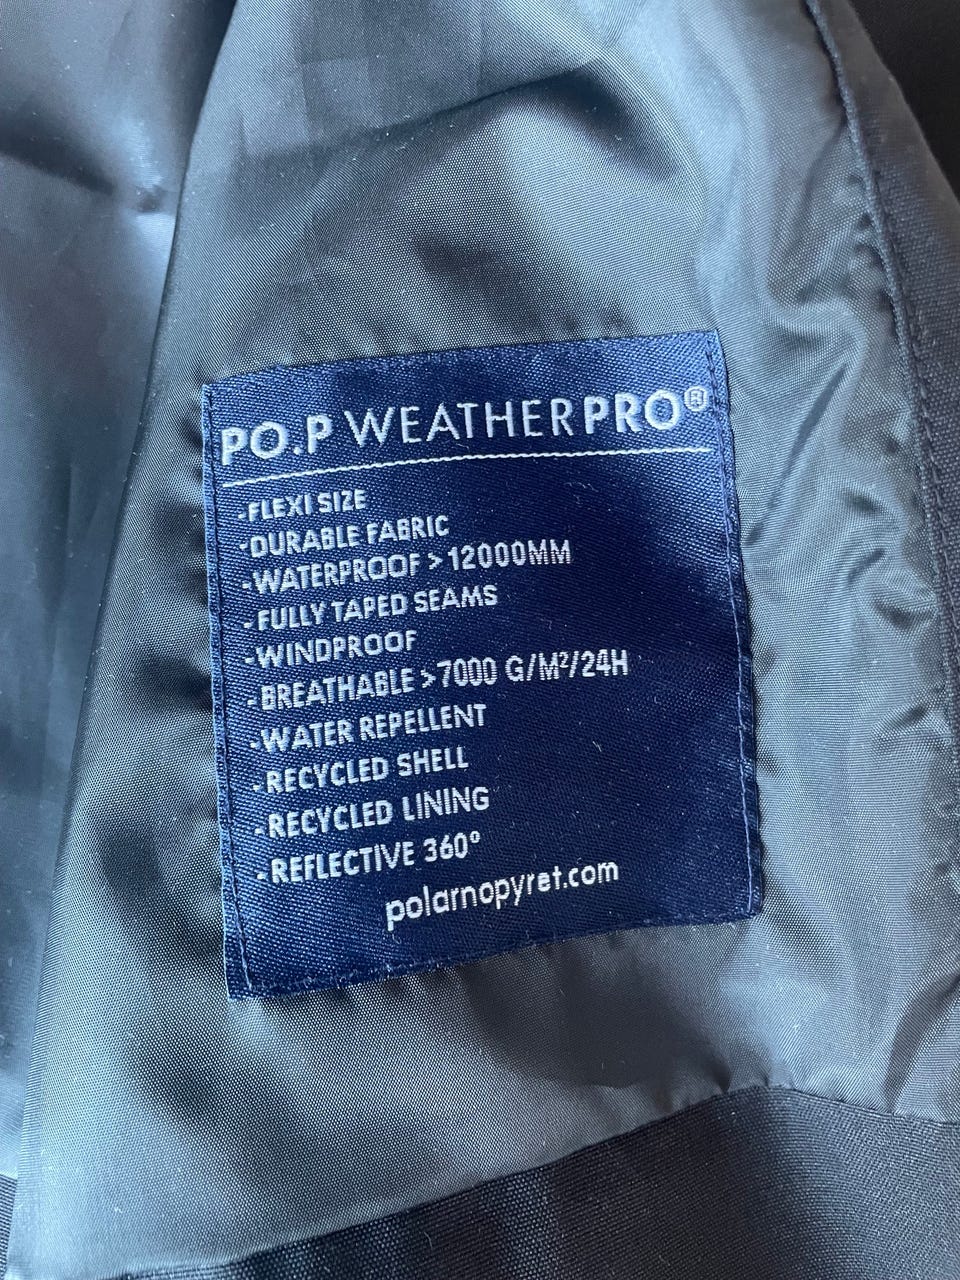 PO.P WEATHERPRO®
-FLEXI SIZE
-DURABLE FABRIC
-WATERPROOF > 12000MM
-FULLY TAPED SEAMS
-WINDPROOF
-BREATHABLE >7000 G/M²/24H
-WATER REPELLENT
-RECYCLED SHELL
-RECYCLED LINING
-REFLECTIVE 360°
polarnopyret.com